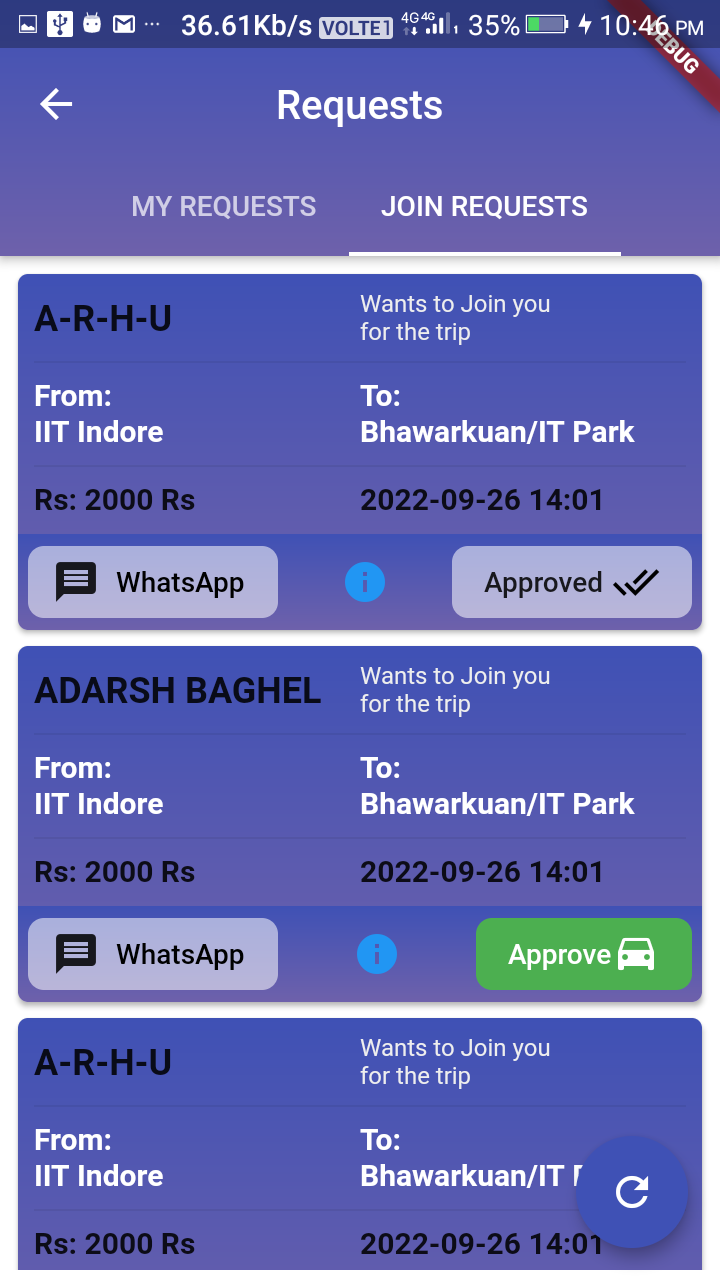 36.61Kb/s VOLTE1 4G 4G 35% 10:46 PM
DEBUG
Requests
MY REQUESTS JOIN REQUESTS
A-R-H-U
Wants to Join you
for the trip
From:
IIT Indore
To:
Bhawarkuan/IT Park
Rs: 2000 Rs
2022-09-26 14:01
WhatsApp
Approved
ADARSH BAGHEL
Wants to Join you
for the trip
From:
IIT Indore
To:
Bhawarkuan/IT Park
Rs: 2000 Rs
2022-09-26 14:01
WhatsApp
Approve
A-R-H-U
Wants to Join you
for the trip
From:
IIT Indore
To:
Bhawarkuan/IT
Rs: 2000 Rs
2022-09-26 14:01